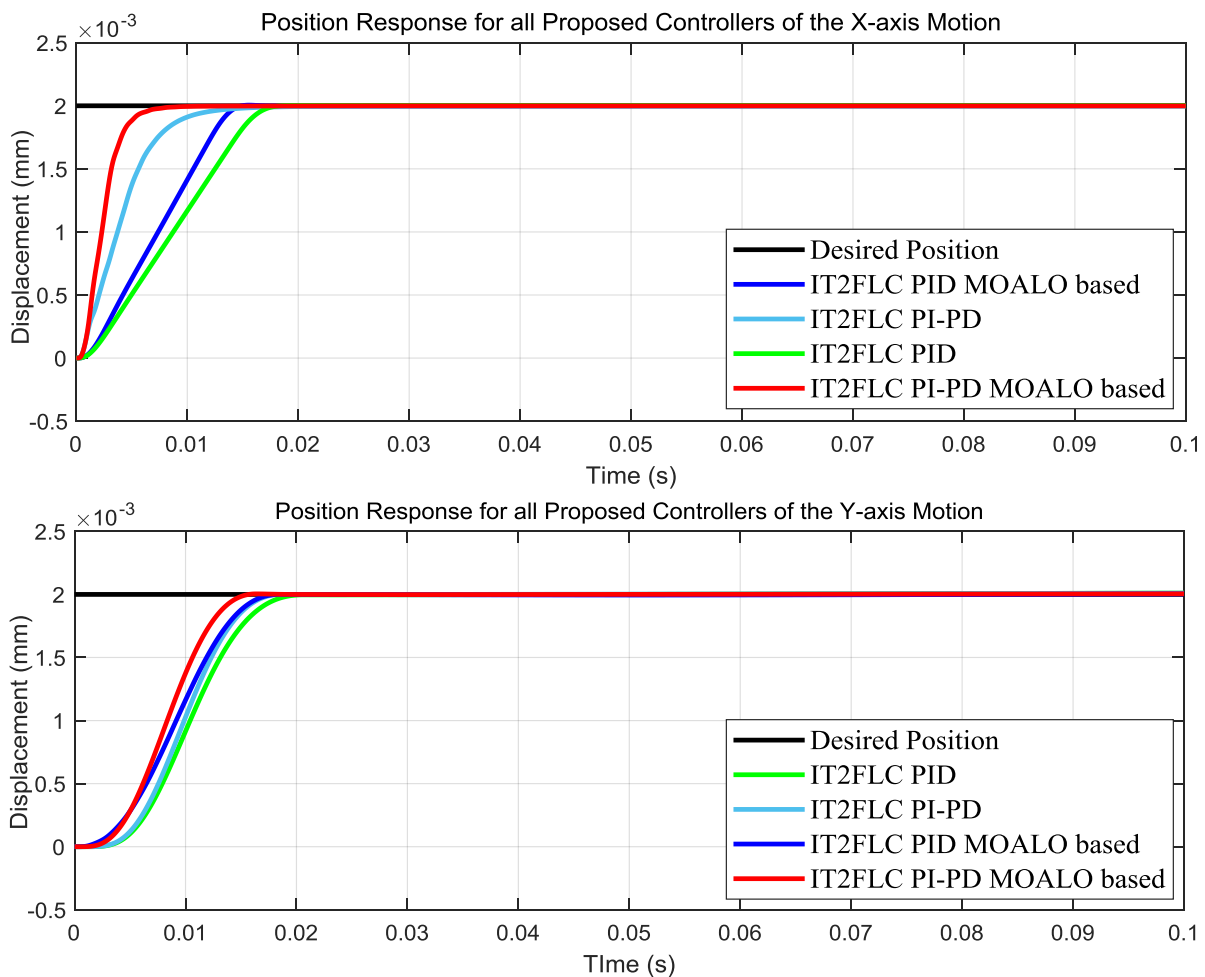 Position Response for all Proposed Controllers of the X-axis Motion
×10⁻³
2.5
2
1.5
1
0.5
0
-0.5
Displacement (mm)
Desired Position
IT2FLC PID MOALO based
IT2FLC PI-PD
IT2FLC PID
IT2FLC PI-PD MOALO based
0 0.01 0.02 0.03 0.04 0.05 0.06 0.07 0.08 0.09 0.1
Time (s)
Position Response for all Proposed Controllers of the Y-axis Motion
×10⁻³
2.5
2
1.5
1
0.5
0
-0.5
Displacement (mm)
Desired Position
IT2FLC PID
IT2FLC PI-PD
IT2FLC PID MOALO based
IT2FLC PI-PD MOALO based
0 0.01 0.02 0.03 0.04 0.05 0.06 0.07 0.08 0.09 0.1
TIme (s)